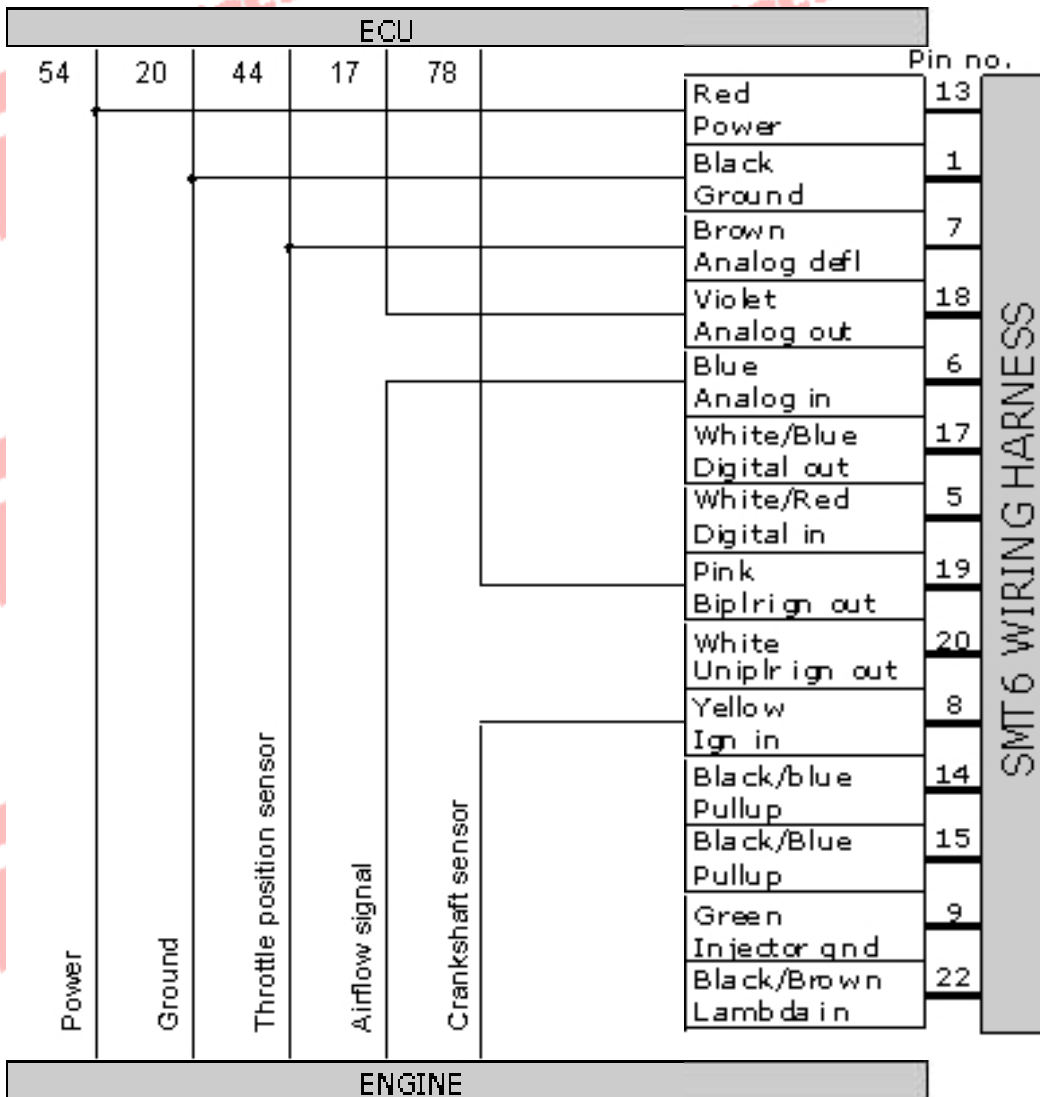 ECU
54 20 44 17 78
Pin no.
Red 13
Power
Black 1
Ground
Brown 7
Analog defl
Violet 18
Analog out
Blue 6
Analog in
White/Blue 17
Digital out
White/Red 5
Digital in
Pink 19
Biplrign out
White 20
Uniplr ign out
Yellow 8
Ign in
Black/blue 14
Pullup
Black/Blue 15
Pullup
Green 9
Injector gnd
Black/Brown 22
Lambda in
SMT6 WIRING HARNESS
Power
Ground
Throttle position sensor
Airflow signal
Crankshaft sensor
ENGINE